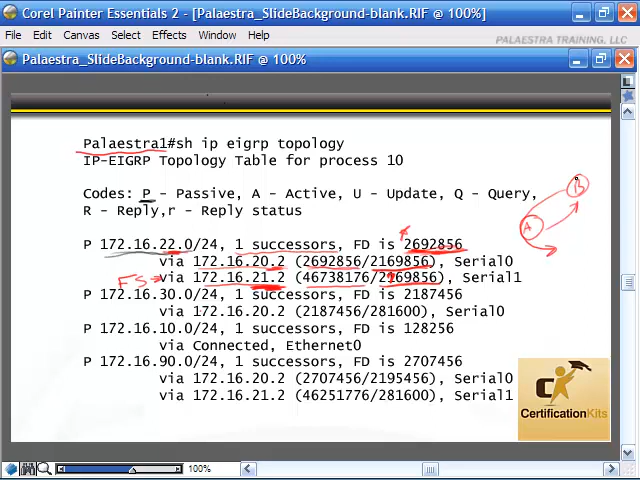 Corel Painter Essentials 2 - [Palaestra_SlideBackground-blank.RIF @ 100%]
File Edit Canvas Select Effects Window Help
PALAESTRA TRAINING, LLC
Palaestra_SlideBackground-blank.RIF @ 100%
Palaestra1#sh ip eigrp topology
IP-EIGRP Topology Table for process 10
Codes: P - Passive, A - Active, U - Update, Q - Query,
R - Reply,r - Reply status
B
A
P 172.16.22.0/24, 1 successors, FD is 2692856
via 172.16.20.2 (2692856/2169856), Serial0
FS via 172.16.21.2 (46738176/2169856), Serial1
P 172.16.30.0/24, 1 successors, FD is 2187456
via 172.16.20.2 (2187456/281600), Serial0
P 172.16.10.0/24, 1 successors, FD is 128256
via Connected, Ethernet0
P 172.16.90.0/24, 1 successors, FD is 2707456
via 172.16.20.2 (2707456/2195456), Serial0
via 172.16.21.2 (46251776/281600), Serial1
CertificationKits
100%